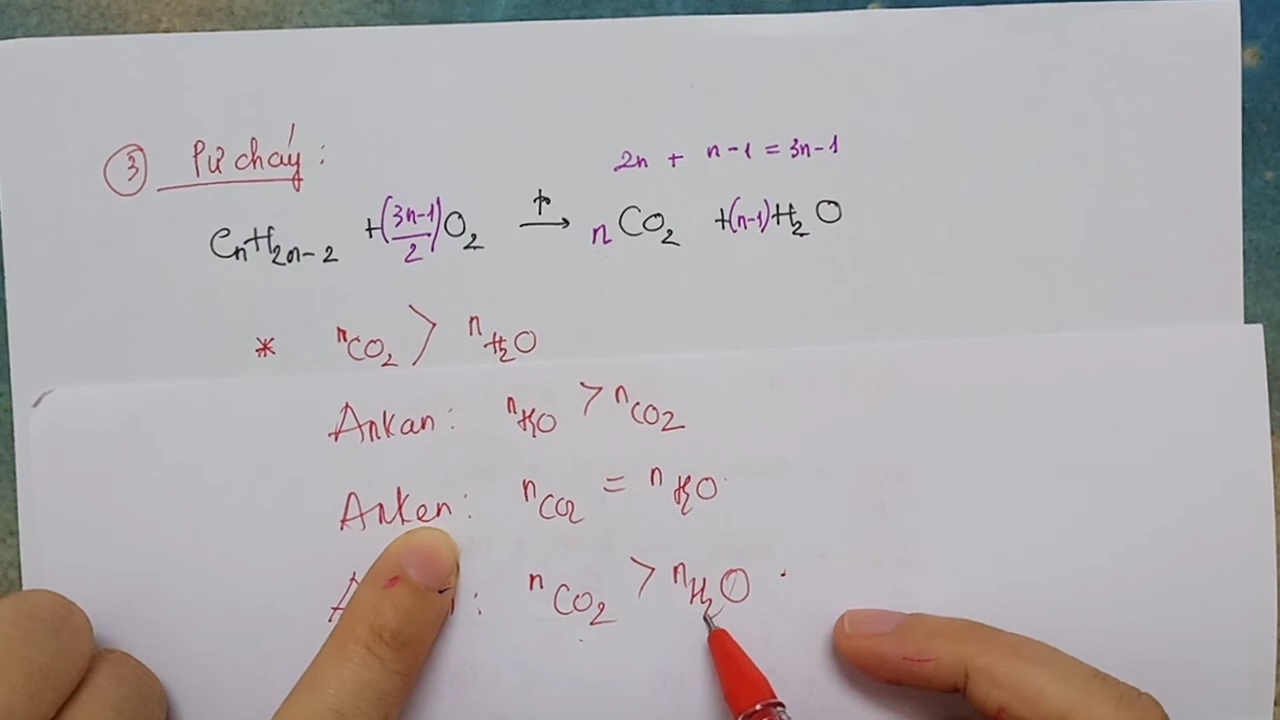 ③ Pư cháy:
2n + n-1 = 3n-1
CnH2n-2 + (3n-1)/2 O2 → nCO2 + (n-1)H2O
* nCO2 > nH2O
Ankan: nH2O > nCO2
Anken: nCO2 = nH2O
: nCO2 > nH2O